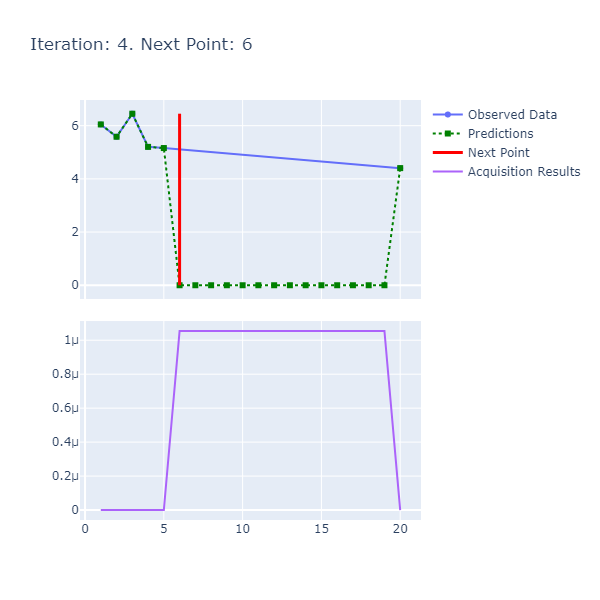 Iteration: 4. Next Point: 6
Observed Data
Predictions
Next Point
Acquisition Results
6
4
2
0
1μ
0.8μ
0.6μ
0.4μ
0.2μ
0
0 5 10 15 20